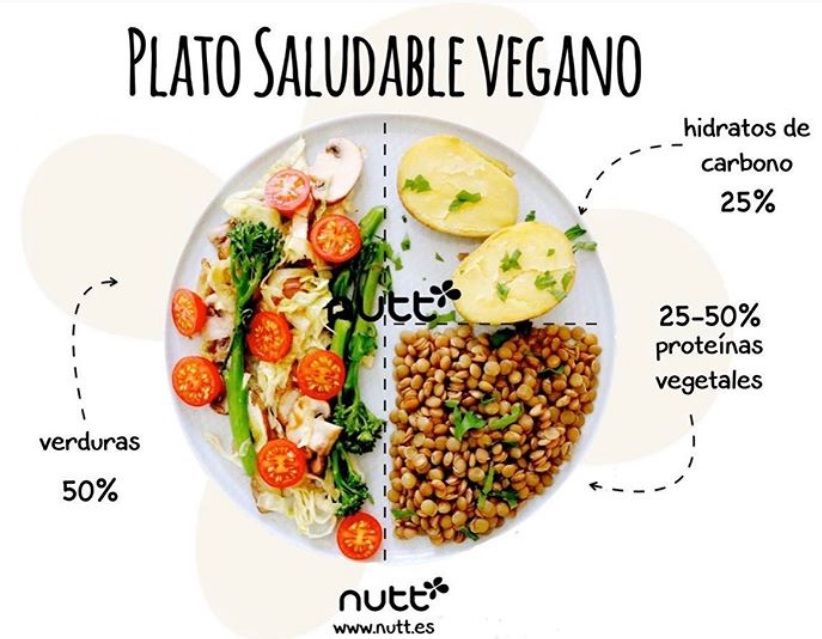 PLATO SALUDABLE VEGANO
hidratos de
carbono
25%
nutt
25-50%
proteínas
vegetales
verduras
50%
nutt
www.nutt.es